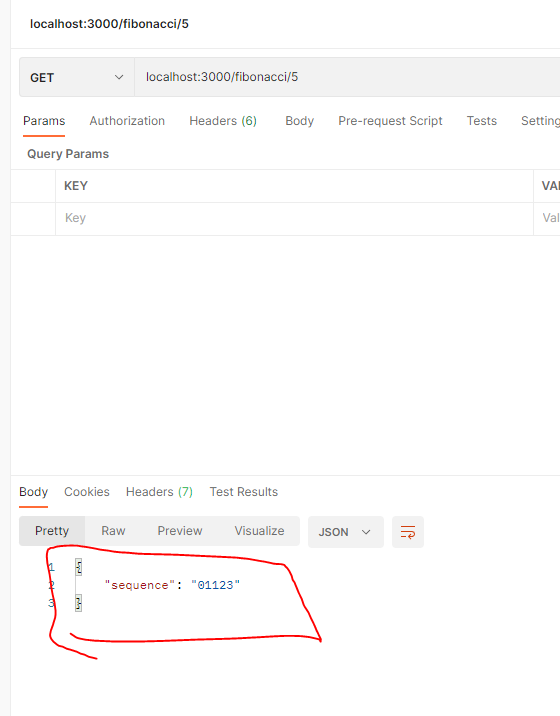 localhost:3000/fibonacci/5
GET localhost:3000/fibonacci/5
Params Authorization Headers (6) Body Pre-request Script Tests Setting
Query Params
KEY VAL
Key Val
Body Cookies Headers (7) Test Results
Pretty Raw Preview Visualize JSON
1 {
2 "sequence": "01123"
3 }